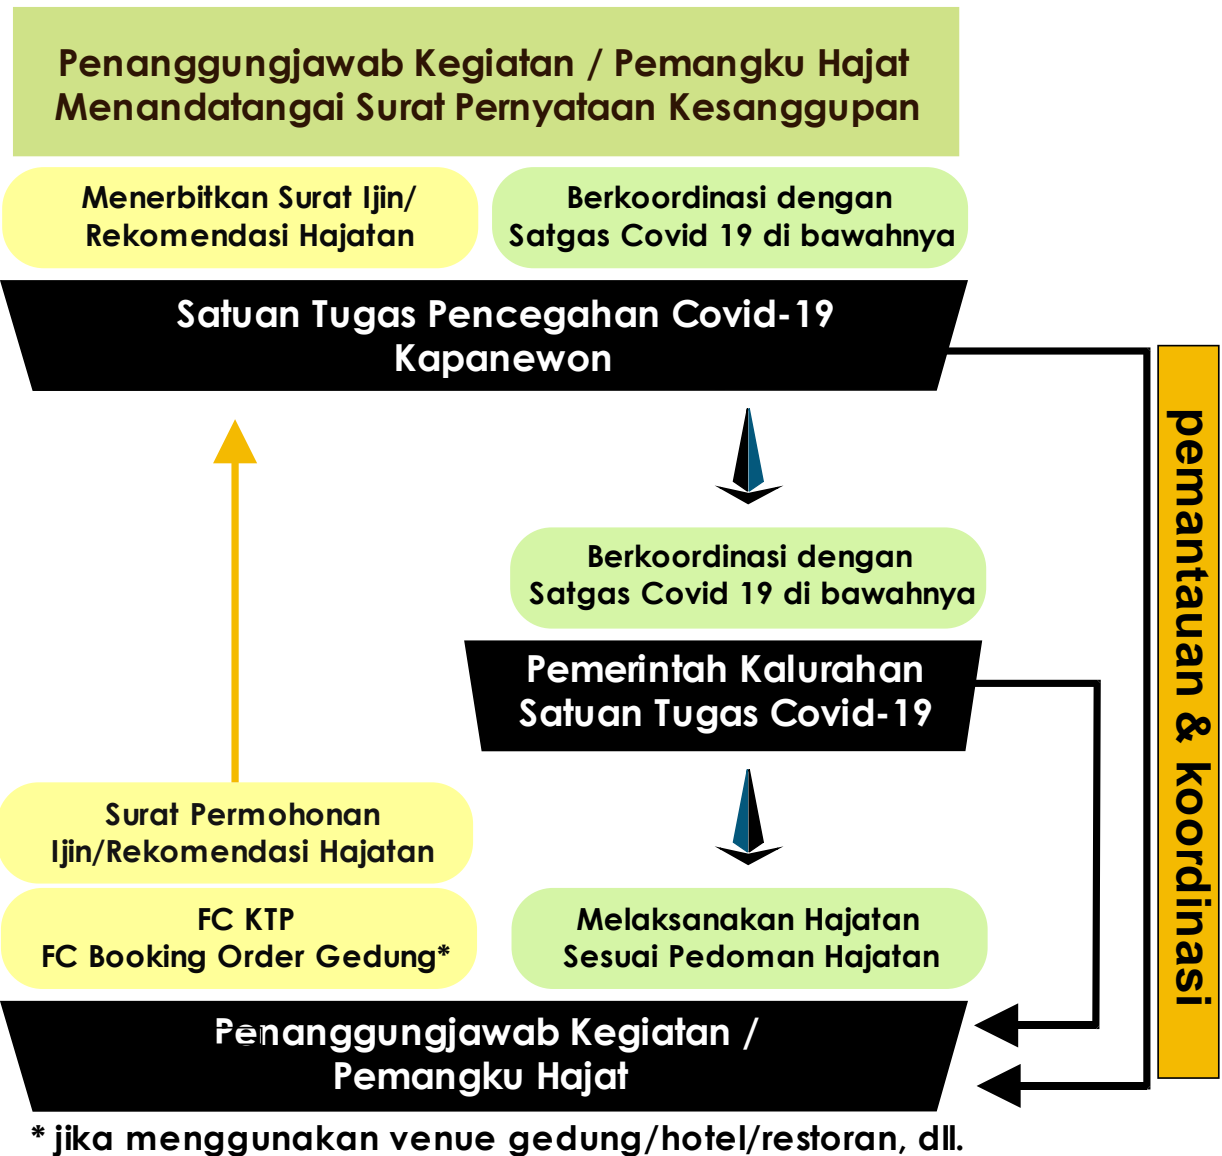 Penanggungjawab Kegiatan / Pemangku Hajat
Menandatangai Surat Pernyataan Kesanggupan
Menerbitkan Surat Ijin/
Rekomendasi Hajatan
Berkoordinasi dengan
Satgas Covid 19 di bawahnya
Satuan Tugas Pencegahan Covid-19
Kapanewon
Berkoordinasi dengan
Satgas Covid 19 di bawahnya
Pemerintah Kalurahan
Satuan Tugas Covid-19
Surat Permohonan
Ijin/Rekomendasi Hajatan
FC KTP
FC Booking Order Gedung*
Melaksanakan Hajatan
Sesuai Pedoman Hajatan
Penanggungjawab Kegiatan /
Pemangku Hajat
pemantauan & koordinasi
* jika menggunakan venue gedung/hotel/restoran, dll.